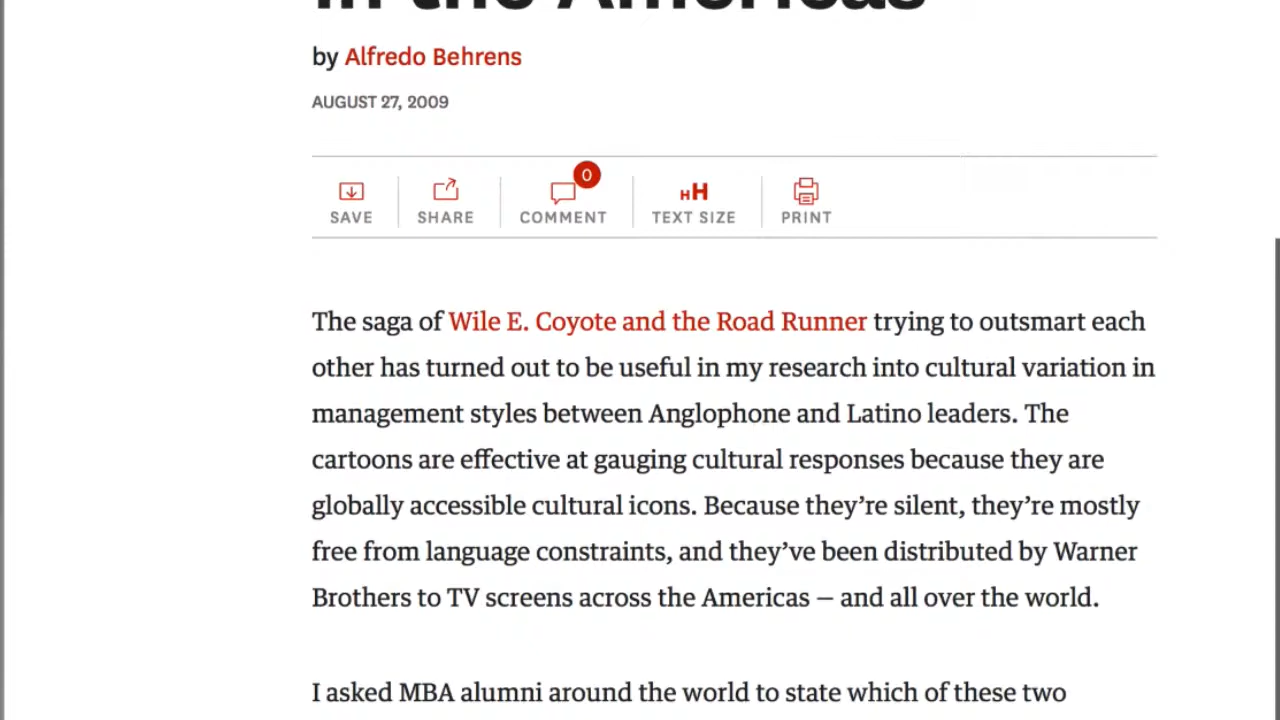 in the Americas
by Alfredo Behrens
AUGUST 27, 2009
0
SAVE SHARE COMMENT HH TEXT SIZE PRINT
The saga of Wile E. Coyote and the Road Runner trying to outsmart each
other has turned out to be useful in my research into cultural variation in
management styles between Anglophone and Latino leaders. The
cartoons are effective at gauging cultural responses because they are
globally accessible cultural icons. Because they’re silent, they’re mostly
free from language constraints, and they’ve been distributed by Warner
Brothers to TV screens across the Americas – and all over the world.
I asked MBA alumni around the world to state which of these two